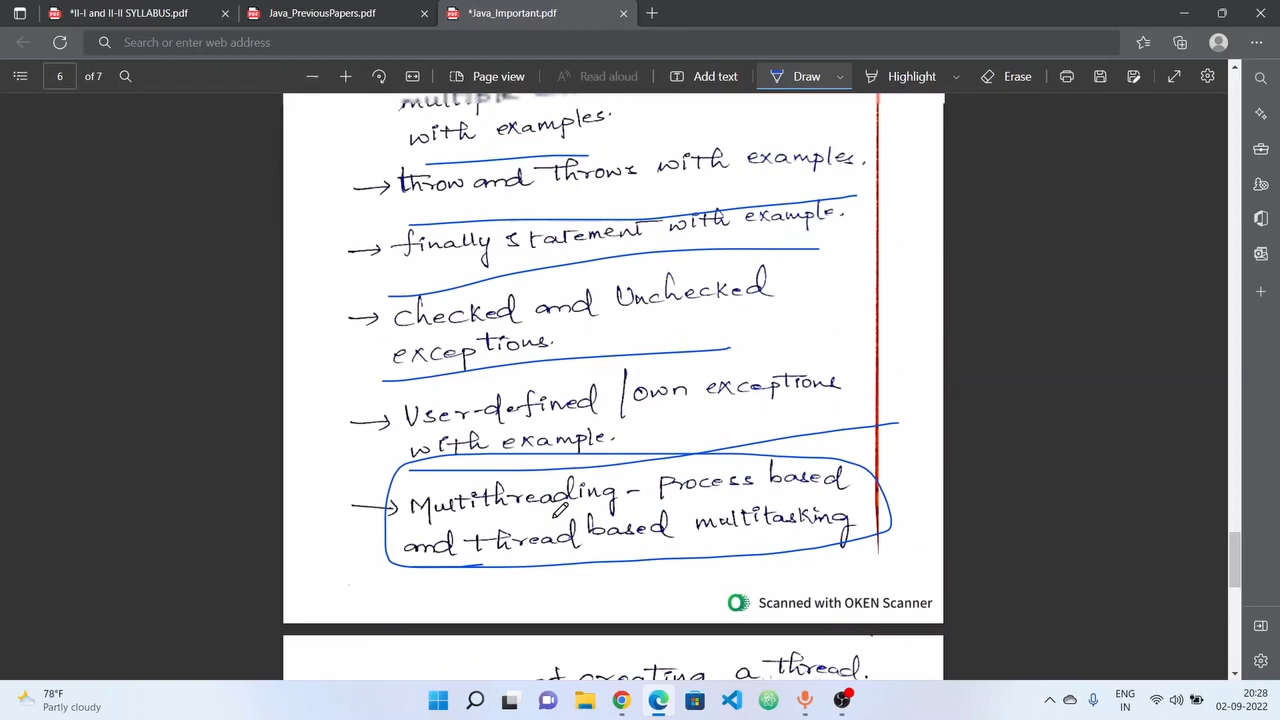 *II-I and II-II SYLLABUS.pdf
Java_PreviousPapers.pdf
*Java_Important.pdf
Search or enter web address
6 of 7
Page view
Read aloud
Add text
Draw
Highlight
Erase
multiple
with examples.
→ throw and throws with examples.
→ finally statement with example.
→ checked and Unchecked
exceptions.
→ User-defined / own exceptions
with example.
→ Multithreading - Process based
and thread based multitasking
Scanned with OKEN Scanner
creating a thread.
78°F
Partly cloudy
ENG
IN
20:28
02-09-2022